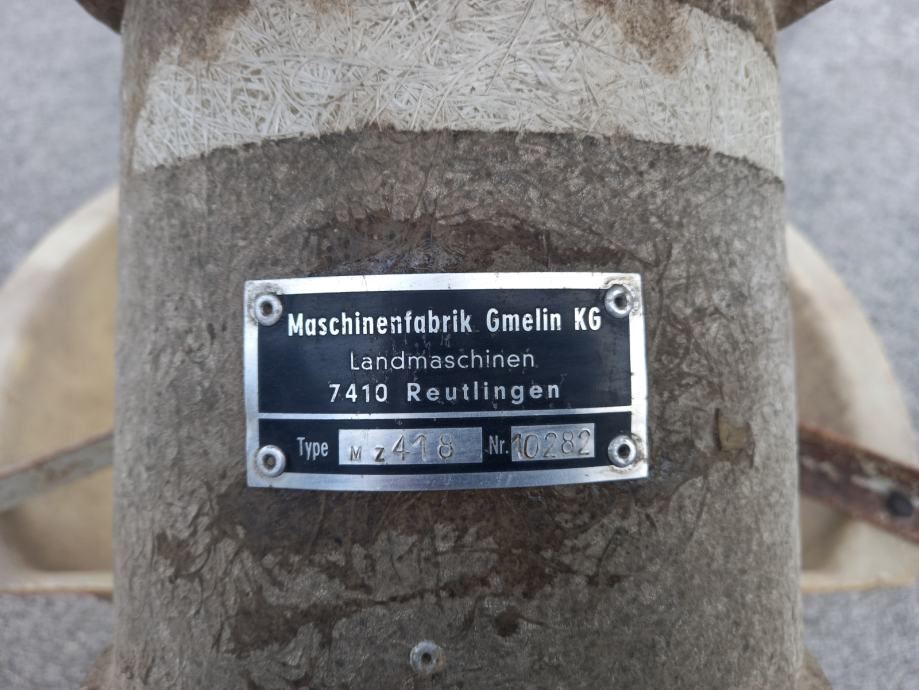 Maschinenfabrik Gmelin KG
Landmaschinen
7410 Reutlingen
Type MZ418 Nr. 10282